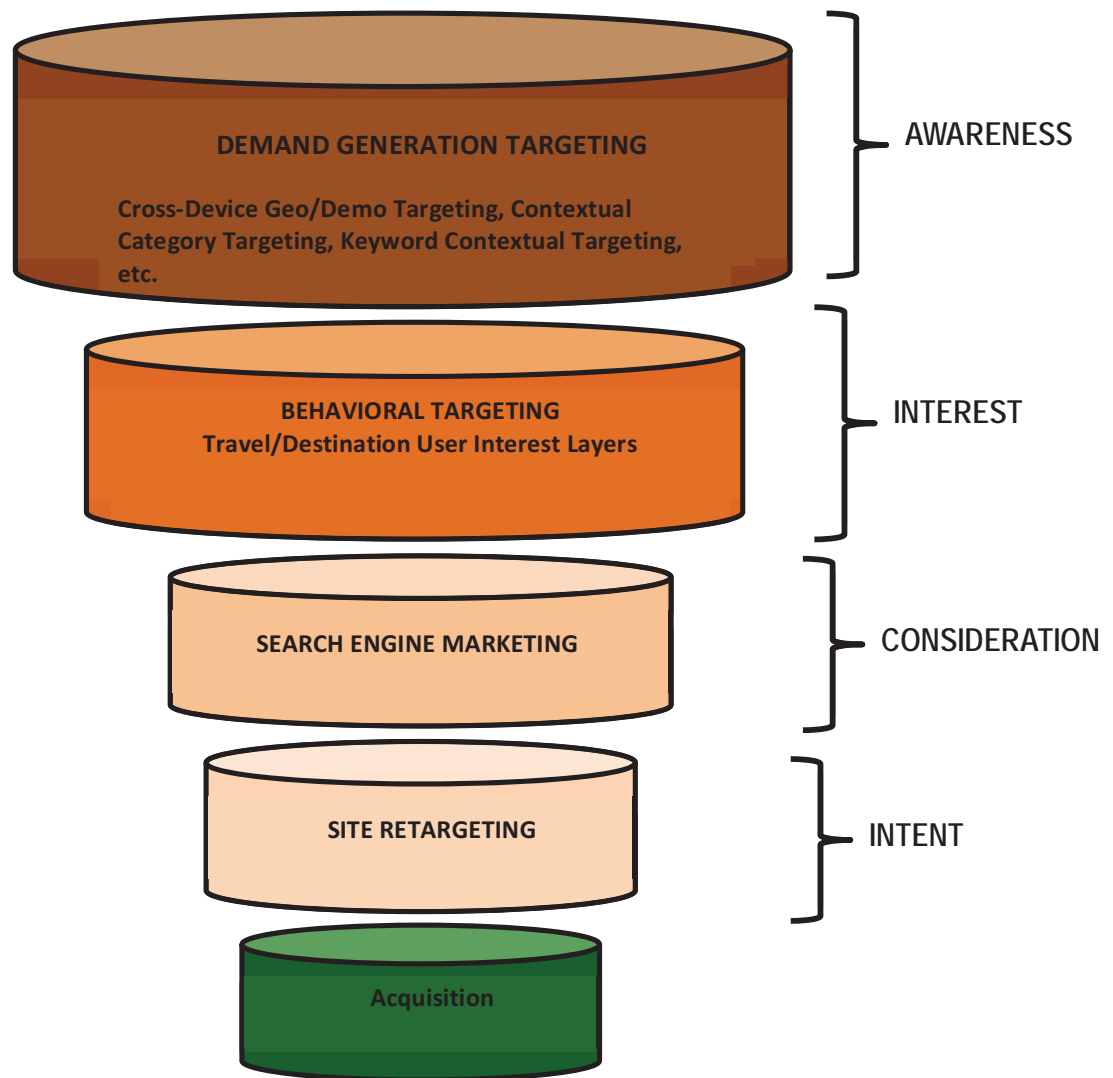 DEMAND GENERATION TARGETING
AWARENESS
Cross-Device Geo/Demo Targeting, Contextual
Category Targeting, Keyword Contextual Targeting,
etc.
BEHAVIORAL TARGETING
Travel/Destination User Interest Layers
INTEREST
SEARCH ENGINE MARKETING
CONSIDERATION
SITE RETARGETING
INTENT
Acquisition